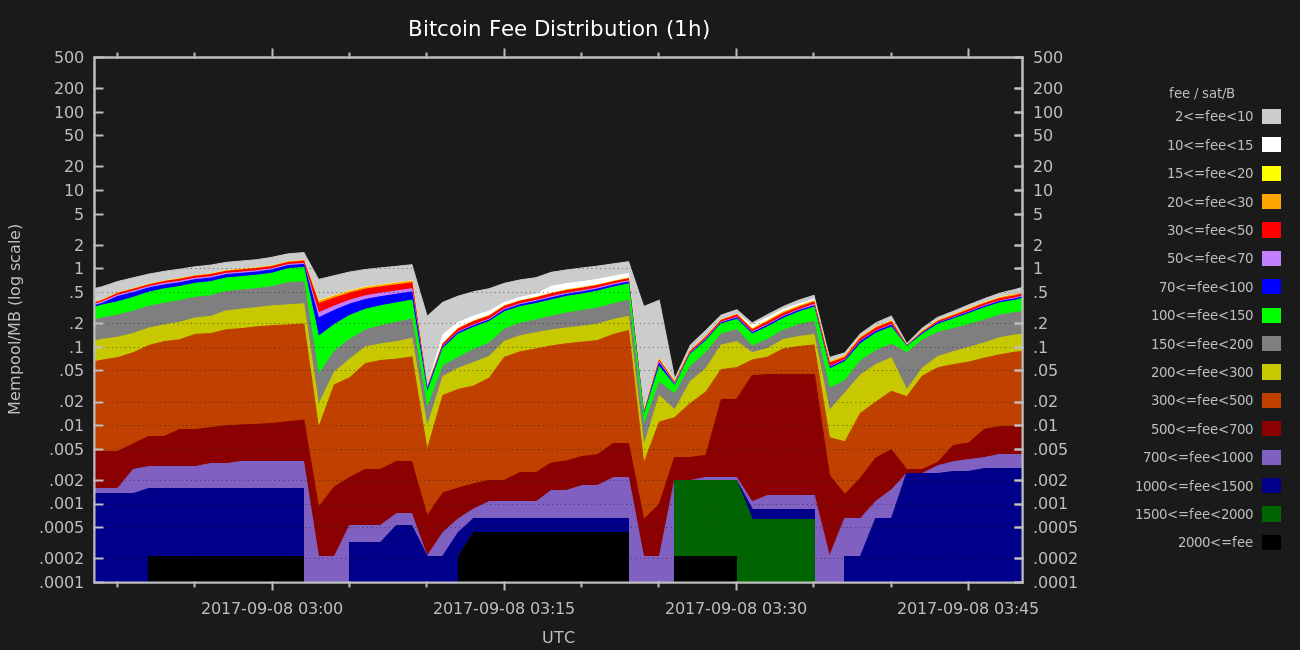 Bitcoin Fee Distribution (1h)
Mempool/MB (log scale)
500
200
100
50
20
10
5
2
1
.5
.2
.1
.05
.02
.01
.005
.002
.001
.0005
.0002
.0001
500
200
100
50
20
10
5
2
1
.5
.2
.1
.05
.02
.01
.005
.002
.001
.0005
.0002
.0001
2017-09-08 03:00
2017-09-08 03:15
2017-09-08 03:30
2017-09-08 03:45
UTC
fee / sat/B
2<=fee<10
10<=fee<15
15<=fee<20
20<=fee<30
30<=fee<50
50<=fee<70
70<=fee<100
100<=fee<150
150<=fee<200
200<=fee<300
300<=fee<500
500<=fee<700
700<=fee<1000
1000<=fee<1500
1500<=fee<2000
2000<=fee